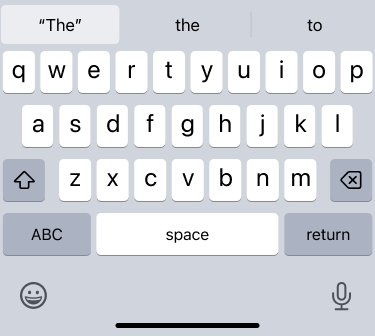 “The” the to
q w e r t y u i o p
a s d f g h j k l
z x c v b n m
ABC space return